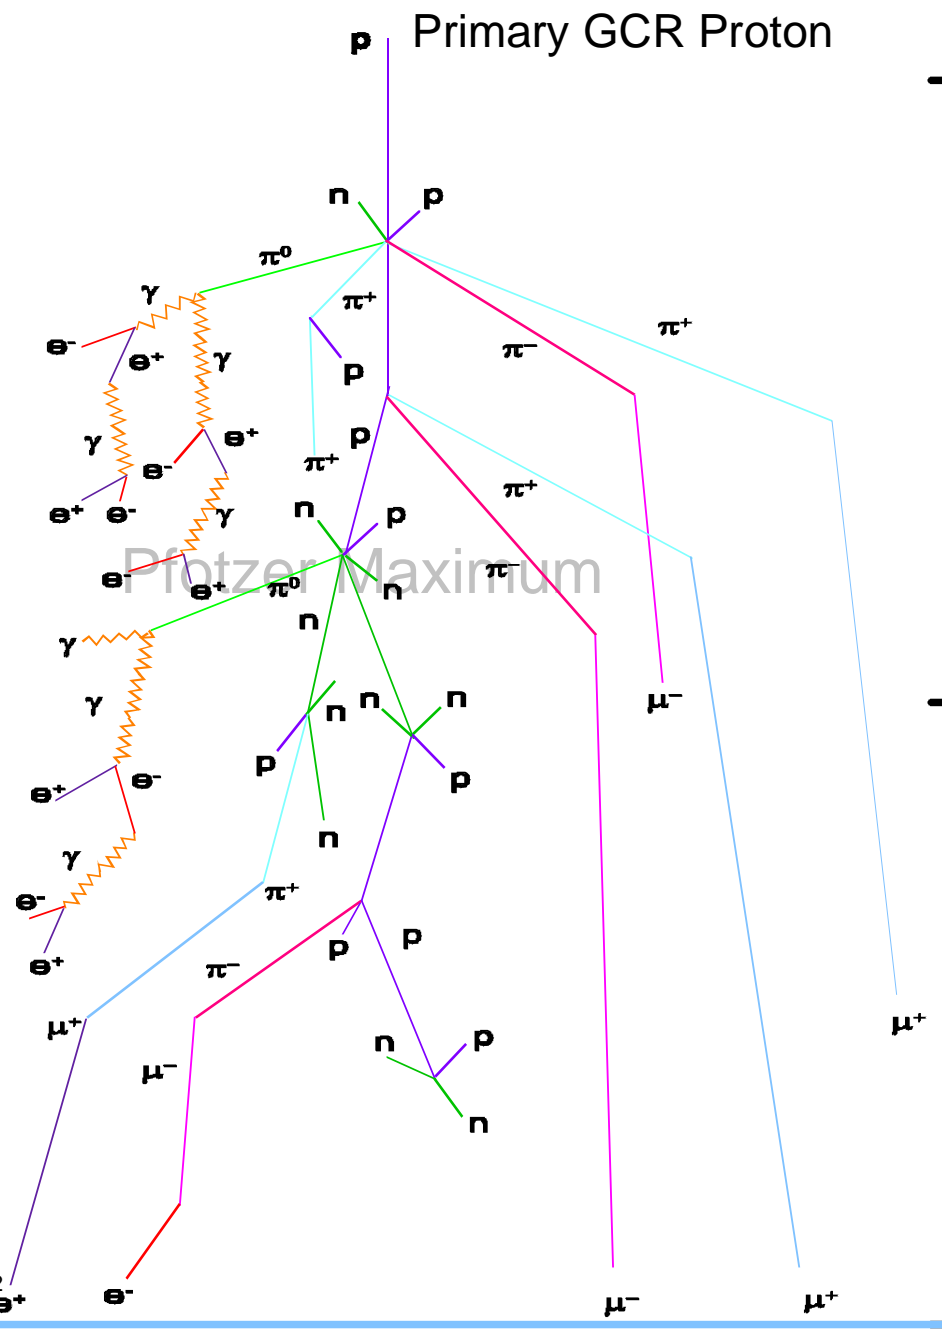 p Primary GCR Proton
n p
π⁰
γ π⁺ π⁺
e⁻ e⁺ γ p π⁻
γ e⁺ p
e⁻ π⁺ π⁺
e⁺ e⁻ γ n p
Pfotzer Maximum
e⁻ e⁺ π⁰ n π⁻
γ n
γ n n n μ⁻
e⁺ e⁻ p p
γ n
e⁻ π⁺
e⁺ π⁻ p p
μ⁺ μ⁻ n p μ⁺
n
e⁺ e⁻ μ⁻ μ⁺